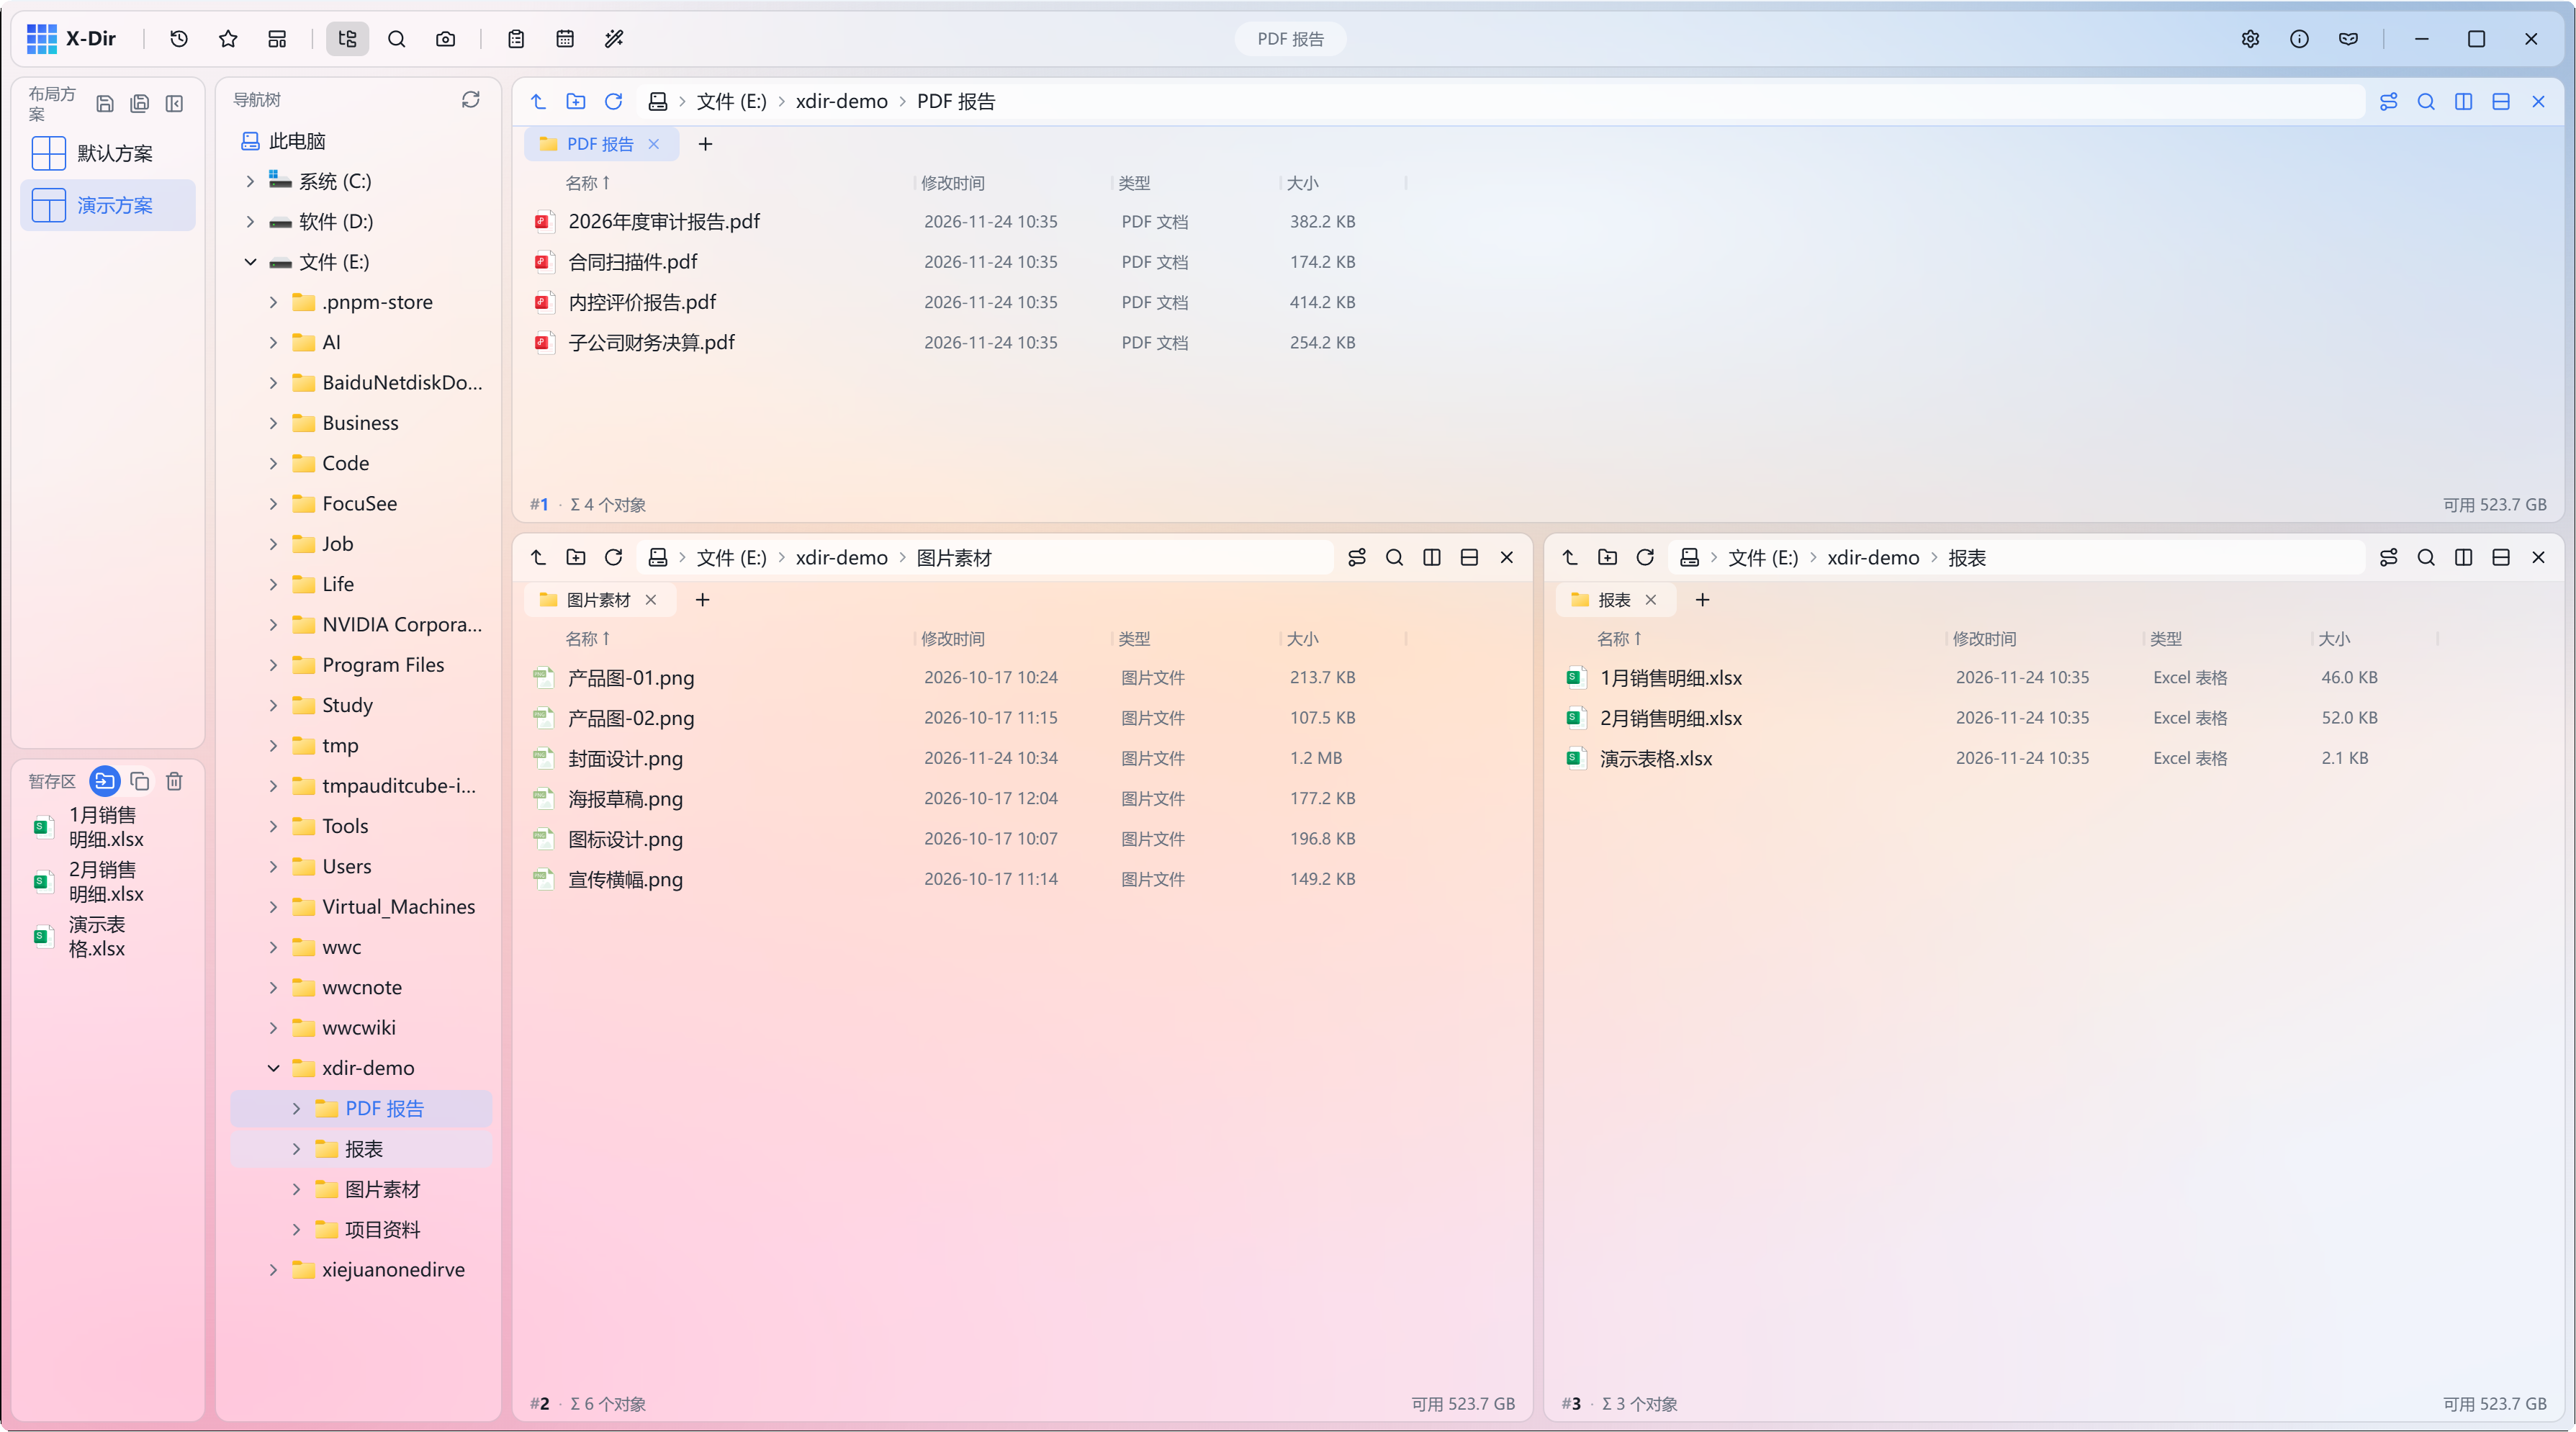 X-Dir
PDF 报告
布局方案
默认方案
演示方案
暂存区
1月销售
明细.xlsx
2月销售
明细.xlsx
演示表
格.xlsx
导航树
此电脑
系统 (C:)
软件 (D:)
文件 (E:)
.pnpm-store
AI
BaiduNetdiskDo...
Business
Code
FocuSee
Job
Life
NVIDIA Corpora...
Program Files
Study
tmp
tmpauditcube-i...
Tools
Users
Virtual_Machines
wwc
wwcnote
wwcwiki
xdir-demo
PDF 报告
报表
图片素材
项目资料
xiejuanonedirve
文件 (E:) > xdir-demo > PDF 报告
PDF 报告
名称 ↑ 修改时间 类型 大小
2026年度审计报告.pdf 2026-11-24 10:35 PDF 文档 382.2 KB
合同扫描件.pdf 2026-11-24 10:35 PDF 文档 174.2 KB
内控评价报告.pdf 2026-11-24 10:35 PDF 文档 414.2 KB
子公司财务决算.pdf 2026-11-24 10:35 PDF 文档 254.2 KB
#1 · Σ 4 个对象 可用 523.7 GB
文件 (E:) > xdir-demo > 图片素材
图片素材
名称 ↑ 修改时间 类型 大小
产品图-01.png 2026-10-17 10:24 图片文件 213.7 KB
产品图-02.png 2026-10-17 11:15 图片文件 107.5 KB
封面设计.png 2026-11-24 10:34 图片文件 1.2 MB
海报草稿.png 2026-10-17 12:04 图片文件 177.2 KB
图标设计.png 2026-10-17 10:07 图片文件 196.8 KB
宣传横幅.png 2026-10-17 11:14 图片文件 149.2 KB
#2 · Σ 6 个对象 可用 523.7 GB
文件 (E:) > xdir-demo > 报表
报表
名称 ↑ 修改时间 类型 大小
1月销售明细.xlsx 2026-11-24 10:35 Excel 表格 46.0 KB
2月销售明细.xlsx 2026-11-24 10:35 Excel 表格 52.0 KB
演示表格.xlsx 2026-11-24 10:35 Excel 表格 2.1 KB
#3 · Σ 3 个对象 可用 523.7 GB